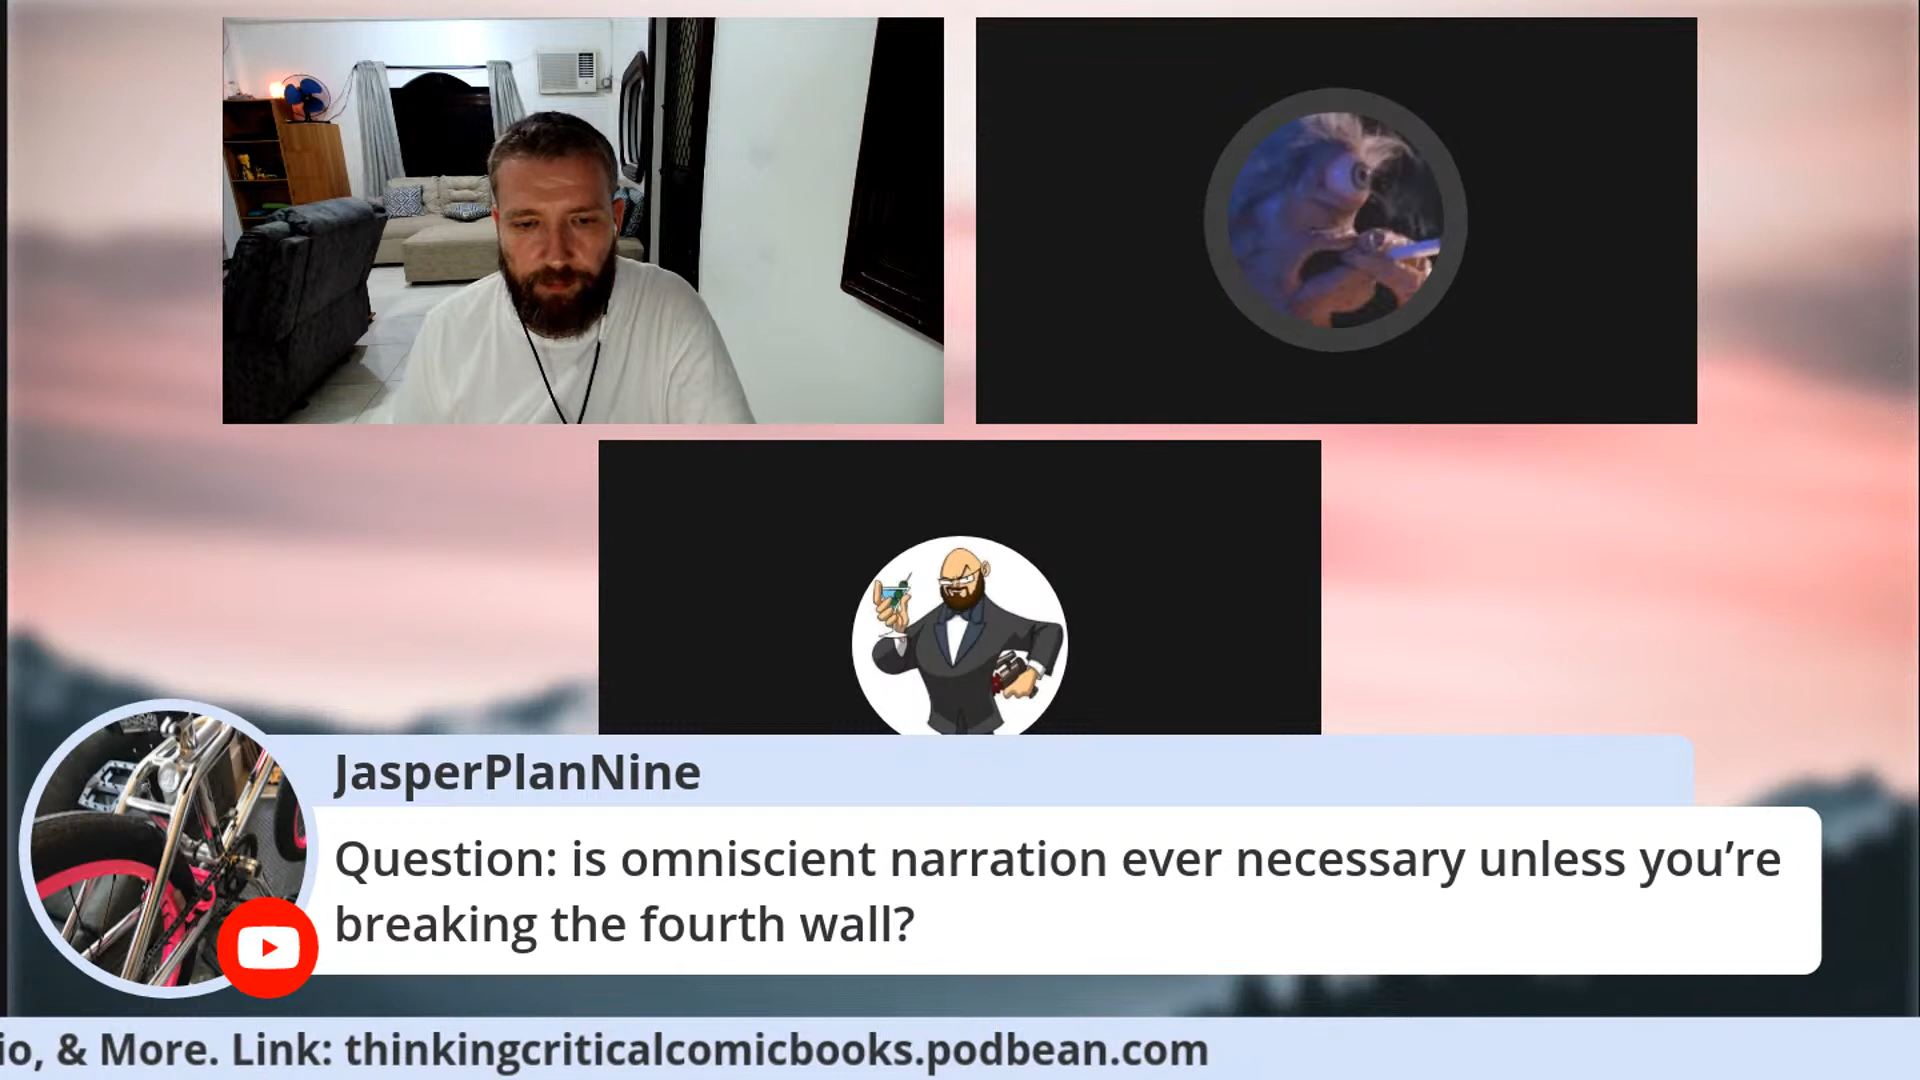 JasperPlanNine
Question: is omniscient narration ever necessary unless you’re
breaking the fourth wall?
io, & More. Link: thinkingcriticalcomicbooks.podbean.com